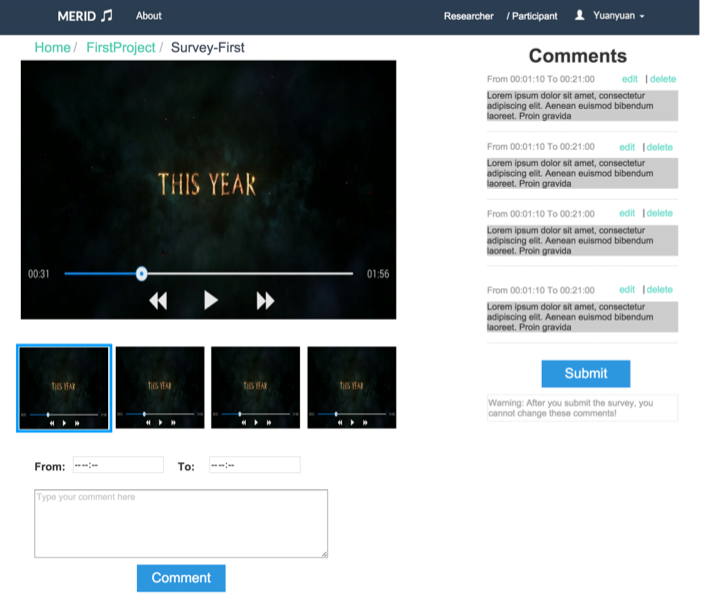 MERID About Researcher / Participant Yuanyuan
Home / FirstProject / Survey-First
THIS YEAR
00:31 01:56
THIS YEAR THIS YEAR THIS YEAR THIS YEAR
From: -- --:-- To: -- --:--
Type your comment here
Comment
Comments
From 00:01:10 To 00:21:00 edit | delete
Lorem ipsum dolor sit amet, consectetur
adipiscing elit. Aenean euismod bibendum
laoreet. Proin gravida
From 00:01:10 To 00:21:00 edit | delete
Lorem ipsum dolor sit amet, consectetur
adipiscing elit. Aenean euismod bibendum
laoreet. Proin gravida
From 00:01:10 To 00:21:00 edit | delete
Lorem ipsum dolor sit amet, consectetur
adipiscing elit. Aenean euismod bibendum
laoreet. Proin gravida
From 00:01:10 To 00:21:00 edit | delete
Lorem ipsum dolor sit amet, consectetur
adipiscing elit. Aenean euismod bibendum
laoreet. Proin gravida
Submit
Warning: After you submit the survey, you
cannot change these comments!